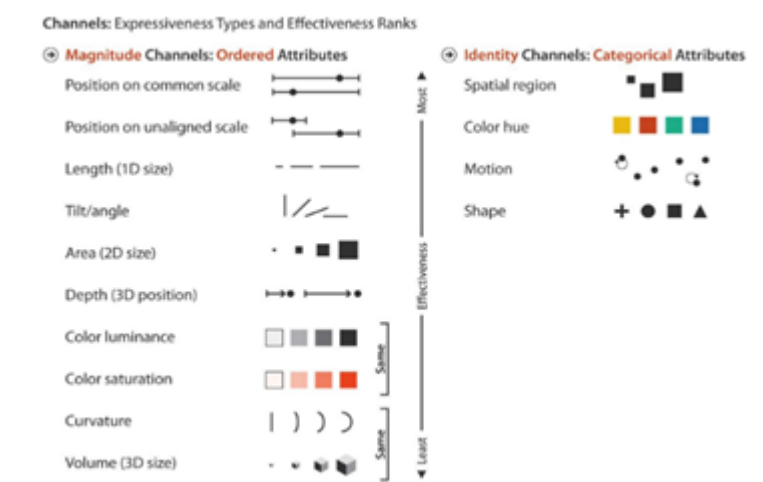 Channels: Expressiveness Types and Effectiveness Ranks
Magnitude Channels: Ordered Attributes
Position on common scale
Position on unaligned scale
Length (1D size)
Tilt/angle
Area (2D size)
Depth (3D position)
Color luminance
Color saturation
Curvature
Volume (3D size)
Same
Same
Most
Effectiveness
Least
Identity Channels: Categorical Attributes
Spatial region
Color hue
Motion
Shape